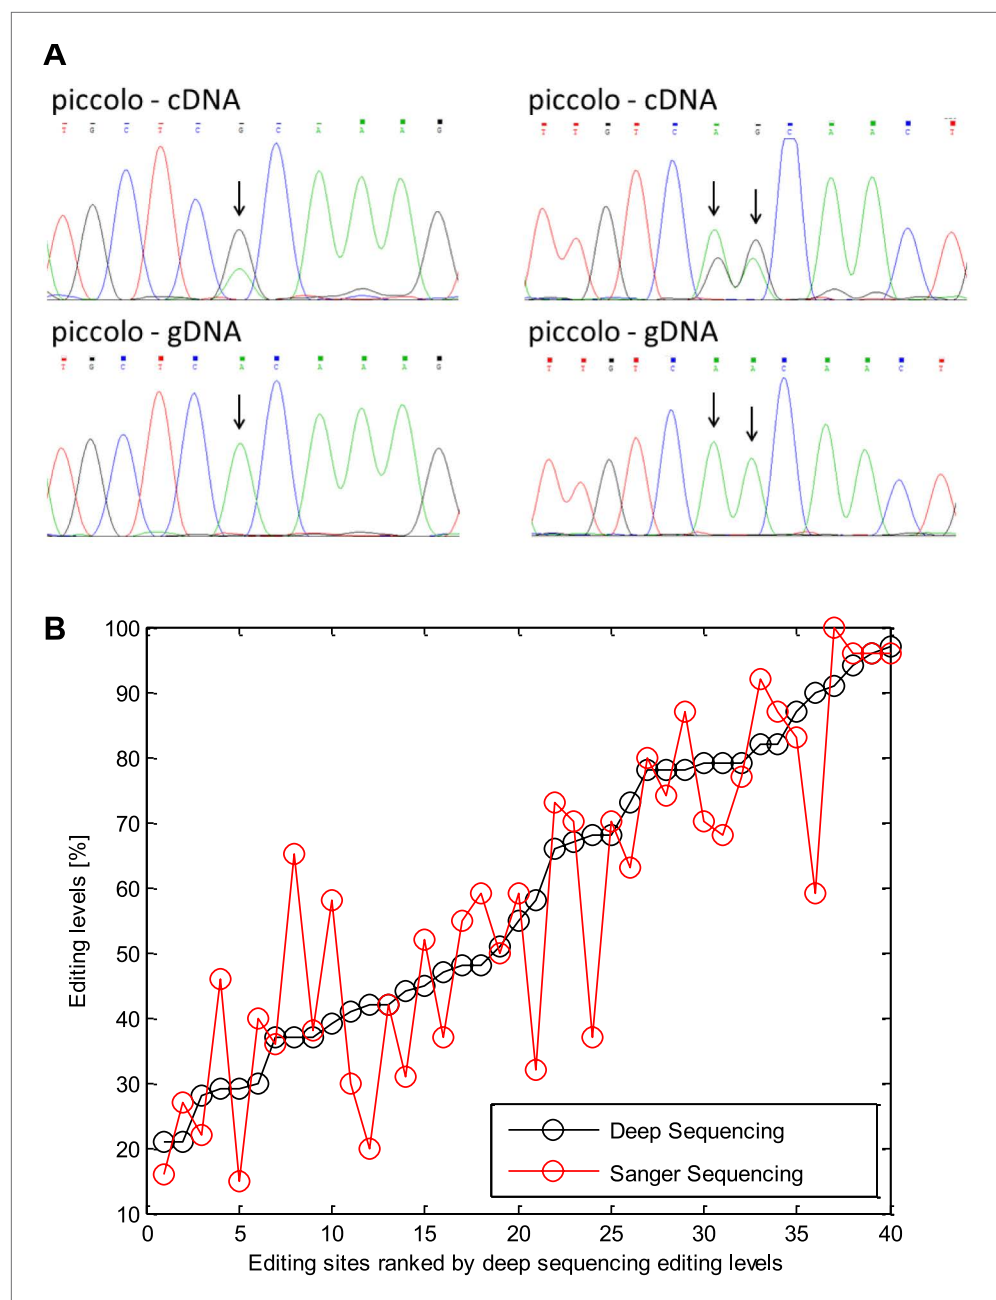 A
piccolo - cDNA
T G C T C G C A A A G
piccolo - cDNA
T T G T C A G C A A C T
piccolo - gDNA
T G C T C A C A A A G
piccolo - gDNA
T T G T C A A C A A C T
B
100
90
80
70
60
50
40
30
20
10
Editing levels [%]
Deep Sequencing
Sanger Sequencing
0 5 10 15 20 25 30 35 40
Editing sites ranked by deep sequencing editing levels